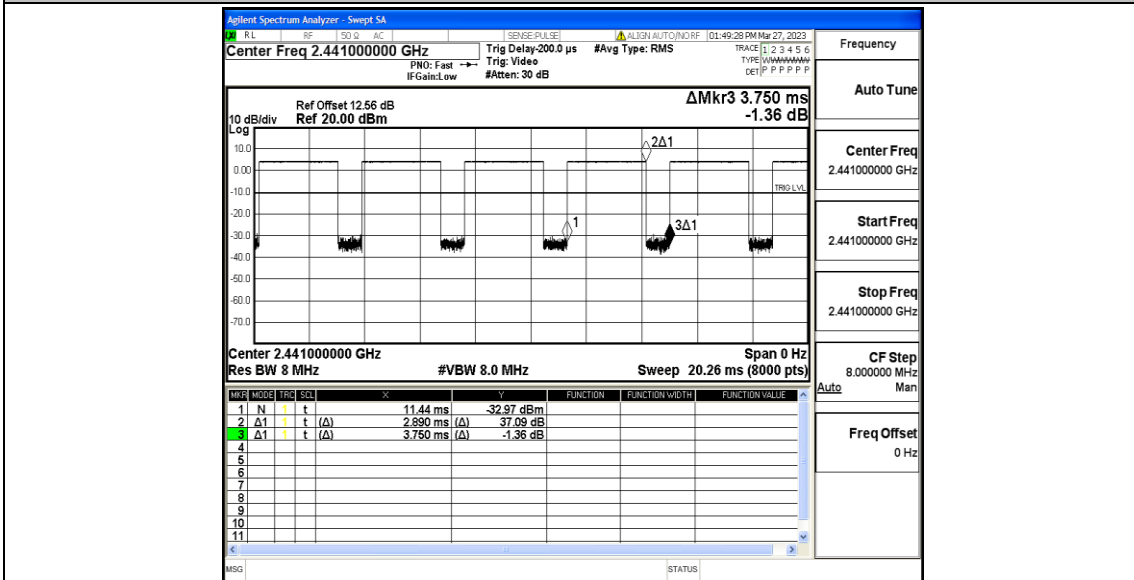 Agilent Spectrum Analyzer - Swept SA
RL RF 50 Ω AC SENSE:PULSE ALIGN AUTO/NO RF 01:49:28 PM Mar 27, 2023
Center Freq 2.441000000 GHz
PNO: Fast
IFGain:Low
Trig Delay-200.0 µs
Trig: Video
#Atten: 30 dB
#Avg Type: RMS
TRACE 1 2 3 4 5 6
TYPE WWWWWW
DET P P P P P P
Ref Offset 12.56 dB
10 dB/div Ref 20.00 dBm
Log
ΔMkr3 3.750 ms
-1.36 dB
10.0
0.00
-10.0
-20.0
-30.0
-40.0
-50.0
-60.0
-70.0
2Δ1
TRIG LVL
1
3Δ1
Center 2.441000000 GHz Span 0 Hz
Res BW 8 MHz #VBW 8.0 MHz Sweep 20.26 ms (8000 pts)
MKR MODE TRC SCL X Y FUNCTION FUNCTION WIDTH FUNCTION VALUE
1 N 1 t 11.44 ms -32.97 dBm
2 Δ1 1 t (Δ) 2.890 ms (Δ) 37.09 dB
3 Δ1 1 t (Δ) 3.750 ms (Δ) -1.36 dB
4
5
6
7
8
9
10
11
MSG STATUS
Frequency
Auto Tune
Center Freq
2.441000000 GHz
Start Freq
2.441000000 GHz
Stop Freq
2.441000000 GHz
CF Step
8.000000 MHz
Auto Man
Freq Offset
0 Hz